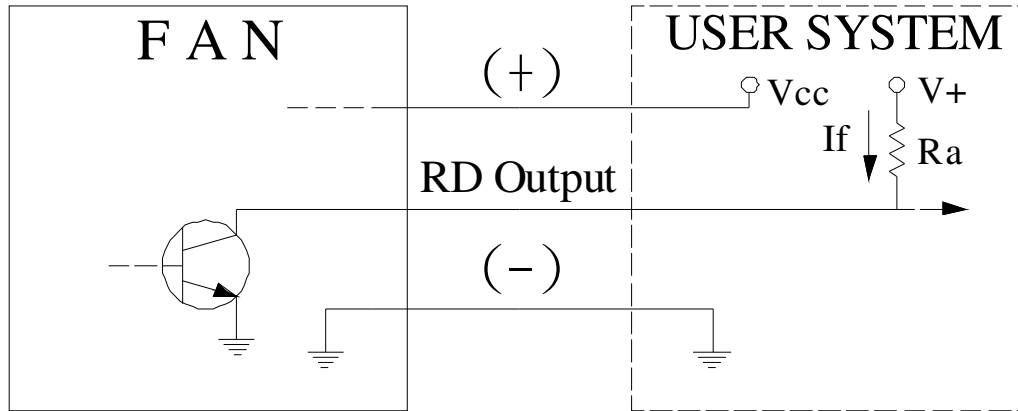 F A N
USER SYSTEM
(+)
Vcc
V+
If
Ra
RD Output
(-)